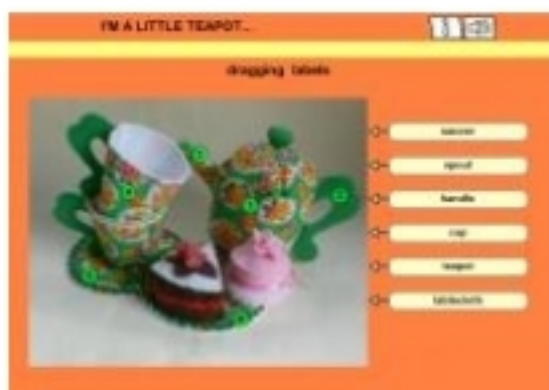 I'M A LITTLE TEAPOT...
dragging labels
saucer
spout
handle
cup
teapot
tablecloth